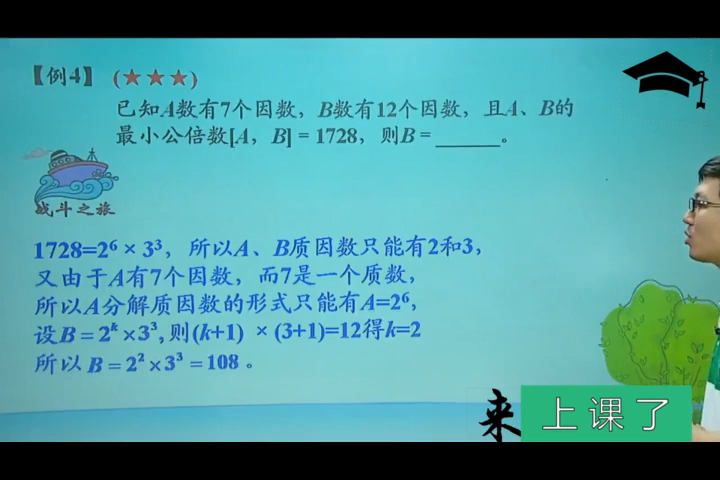 【例4】 (★★★)
已知A数有7个因数，B数有12个因数，且A、B的
最小公倍数[A，B] = 1728，则B = ______。
战斗之旅
1728=2⁶ × 3³，所以A、B质因数只能有2和3，
又由于A有7个因数，而7是一个质数，
所以A分解质因数的形式只能有A=2⁶，
设B = 2ᵏ ×3³, 则(k+1) ×(3+1)=12得k=2
所以 B = 2² × 3³ = 108 。
来 上课了